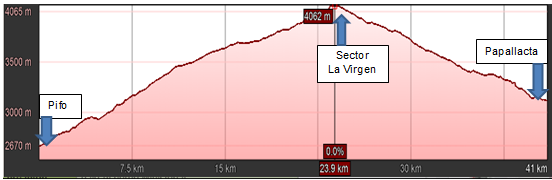 4065 m
4062 m
Sector
La Virgen
Papallacta
3500 m
Pifo
3000 m
2670 m
0.0%
7.5 km
15 km
23.9 km
30 km
41 km